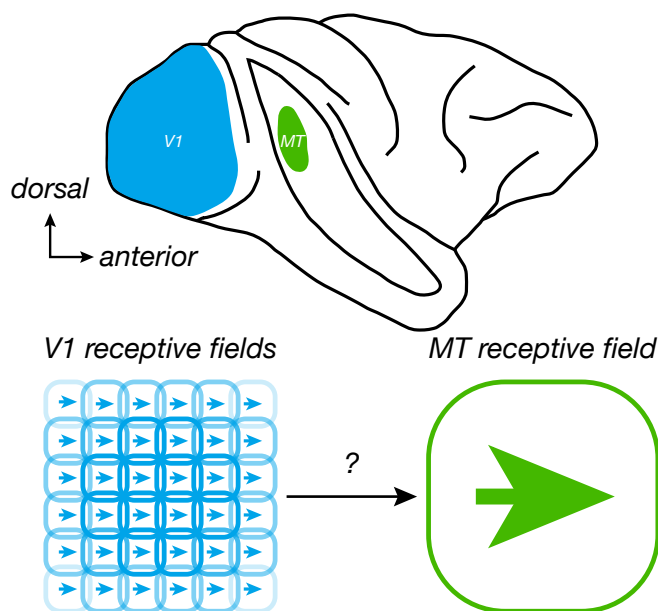 V1
MT
dorsal
anterior
V1 receptive fields
MT receptive field
?